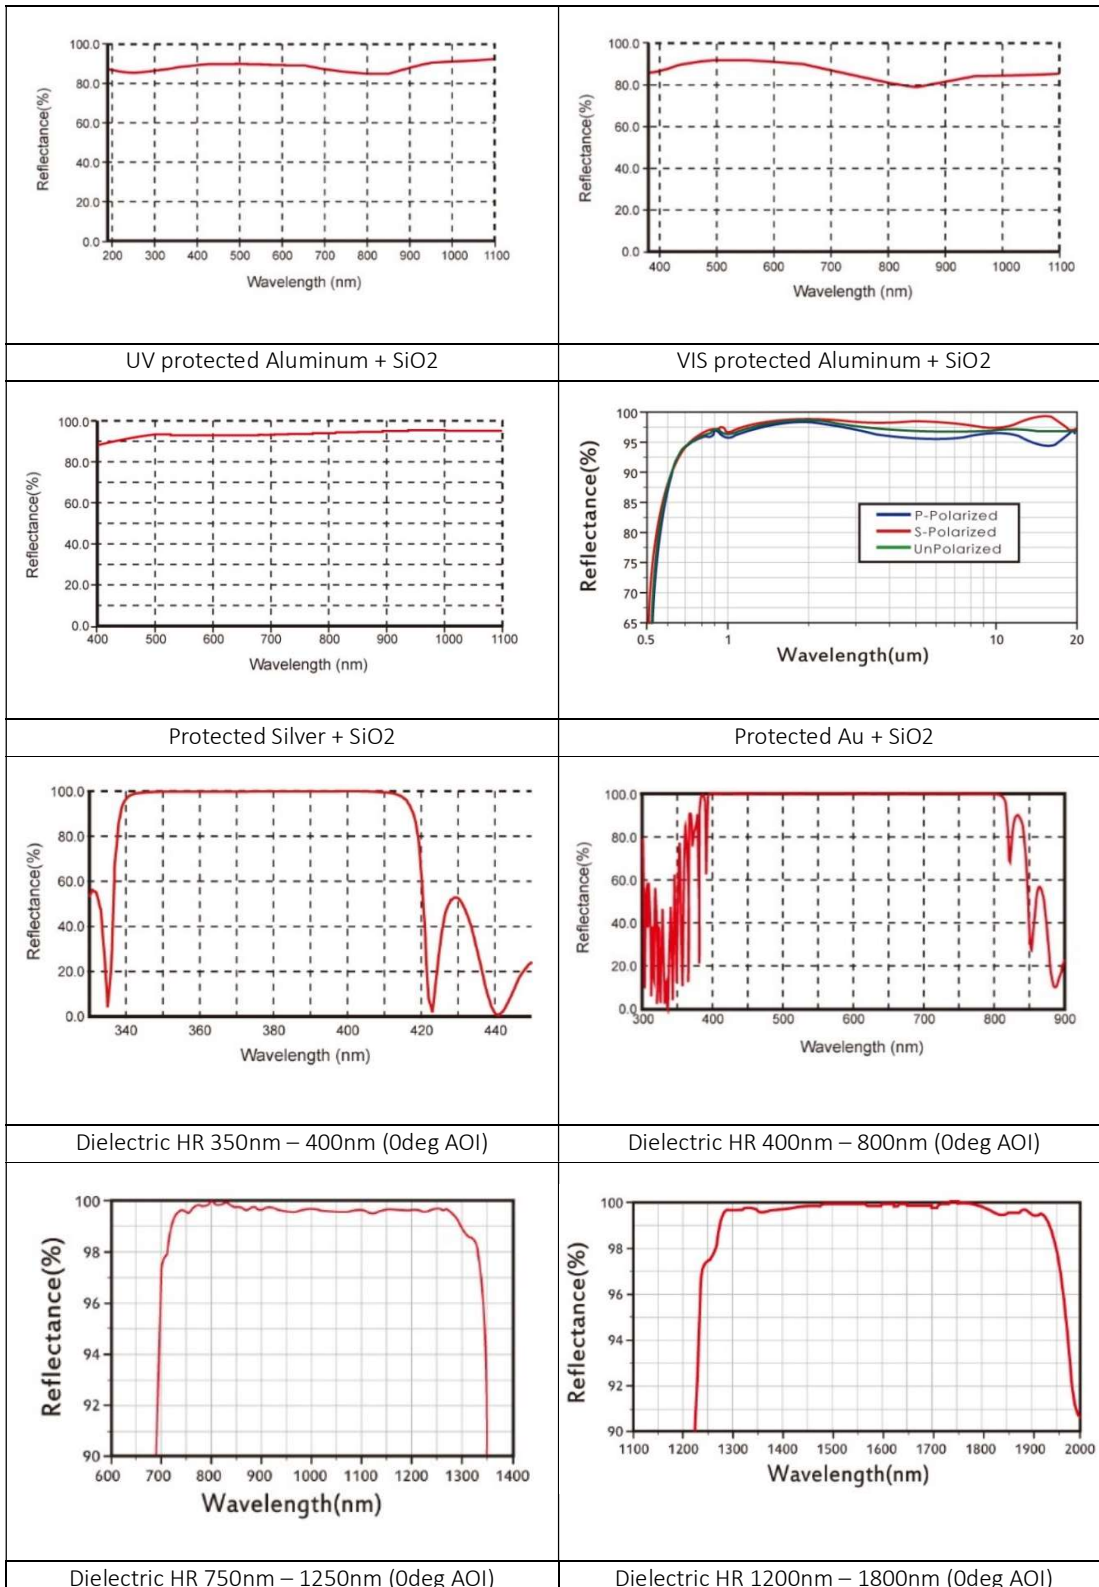 100.0
80.0
60.0
40.0
20.0
0.0
200 300 400 500 600 700 800 900 1000 1100
Reflectance(%)
Wavelength (nm)
UV protected Aluminum + SiO2
100.0
80.0
60.0
40.0
20.0
0.0
400 500 600 700 800 900 1000 1100
Reflectance(%)
Wavelength (nm)
VIS protected Aluminum + SiO2
100.0
80.0
60.0
40.0
20.0
0.0
400 500 600 700 800 900 1000 1100
Reflectance(%)
Wavelength (nm)
Protected Silver + SiO2
100
95
90
85
80
75
70
65
0.5 1 10 20
Reflectance(%)
P-Polarized
S-Polarized
UnPolarized
Wavelength(um)
Protected Au + SiO2
100.0
80.0
60.0
40.0
20.0
0.0
340 360 380 400 420 440
Reflectance(%)
Wavelength (nm)
Dielectric HR 350nm – 400nm (0deg AOI)
100.0
80.0
60.0
40.0
20.0
0.0
300 400 500 600 700 800 900
Reflectance(%)
Wavelength (nm)
Dielectric HR 400nm – 800nm (0deg AOI)
100
98
96
94
92
90
600 700 800 900 1000 1100 1200 1300 1400
Reflectance(%)
Wavelength(nm)
Dielectric HR 750nm – 1250nm (0deg AOI)
100
98
96
94
92
90
1100 1200 1300 1400 1500 1600 1700 1800 1900 2000
Reflectance(%)
Wavelength(nm)
Dielectric HR 1200nm – 1800nm (0deg AOI)